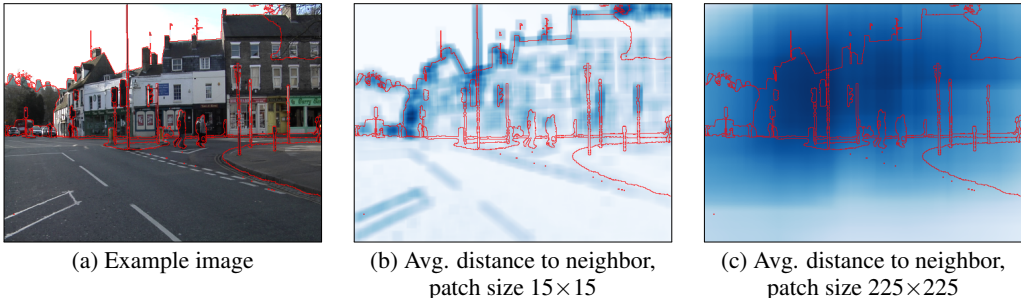 (a) Example image
(b) Avg. distance to neighbor,
patch size 15×15
(c) Avg. distance to neighbor,
patch size 225×225